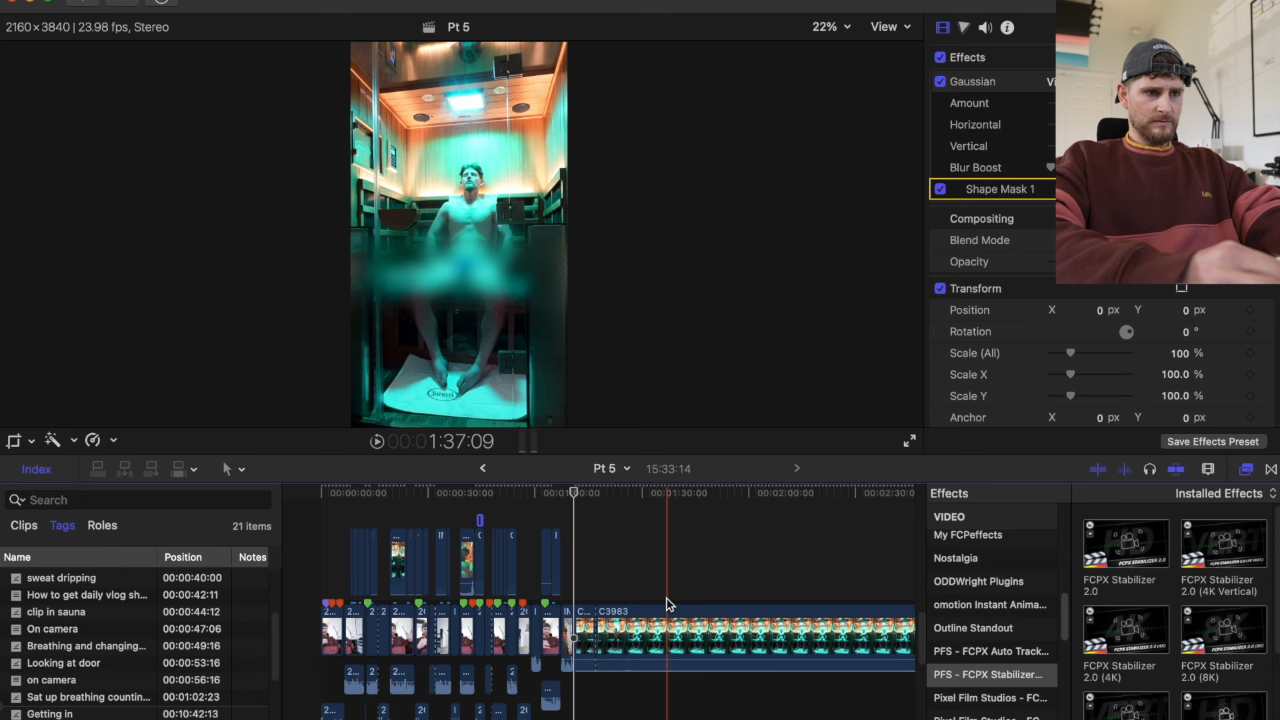 2160×3840 | 23.98 fps, Stereo
Pt 5
22%
View
Effects
Gaussian
Vi
Amount
Horizontal
Vertical
Blur Boost
Shape Mask 1
Compositing
Blend Mode
Opacity
Transform
Position X 0 px Y 0 px
Rotation 0 °
Scale (All) 100 %
Scale X 100.0 %
Scale Y 100.0 %
Anchor X 0 px Y 0 px
Save Effects Preset
00:01:37:09
Index
Pt 5
15:33:14
Search
Clips Tags Roles 21 items
Name Position Notes
sweat dripping 00:00:40:00
How to get daily vlog sh... 00:00:42:11
clip in sauna 00:00:44:12
On camera 00:00:47:06
Breathing and changing... 00:00:49:16
Looking at door 00:00:53:16
on camera 00:00:56:16
Sat up breathing countin... 00:01:02:23
Getting in 00:10:42:13
00:00:00:00 00:00:30:00 00:01:00:00 00:01:30:00 00:02:00:00 00:02:30:0
C... C3983
Effects
Installed Effects
VIDEO
My FCPeffects
Nostalgia
ODDWright Plugins
omotion Instant Anima...
Outline Standout
PFS - FCPX Auto Track...
PFS - FCPX Stabilizer...
Pixel Film Studios - FC...
FCPX Stabilizer
2.0
FCPX Stabilizer
2.0 (4K Vertical)
FCPX Stabilizer
2.0 (4K)
FCPX Stabilizer
2.0 (8K)